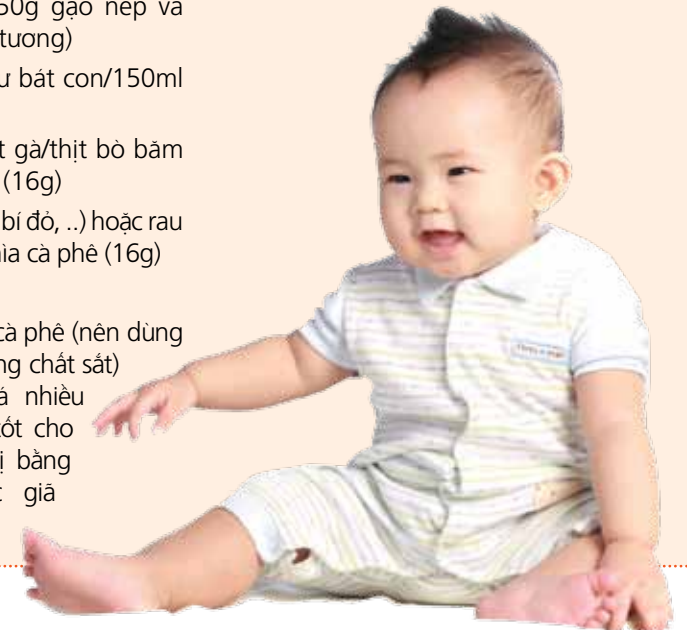 50g gạo nếp và
tương)
ư bát con/150ml
t gà/thịt bò băm
(16g)
bí đỏ, ..) hoặc rau
ìa cà phê (16g)
cà phê (nên dùng
ng chất sắt)
á nhiều
tốt cho
ị bằng
giã